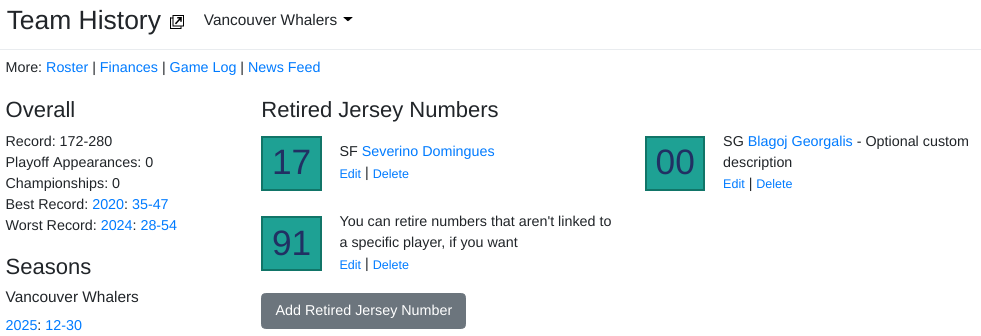 Team History Vancouver Whalers
More: Roster | Finances | Game Log | News Feed
Overall
Record: 172-280
Playoff Appearances: 0
Championships: 0
Best Record: 2020: 35-47
Worst Record: 2024: 28-54
Seasons
Vancouver Whalers
2025: 12-30
Retired Jersey Numbers
17
SF Severino Domingues
Edit | Delete
00
SG Blagoj Georgalis - Optional custom
description
Edit | Delete
91
You can retire numbers that aren't linked to
a specific player, if you want
Edit | Delete
Add Retired Jersey Number